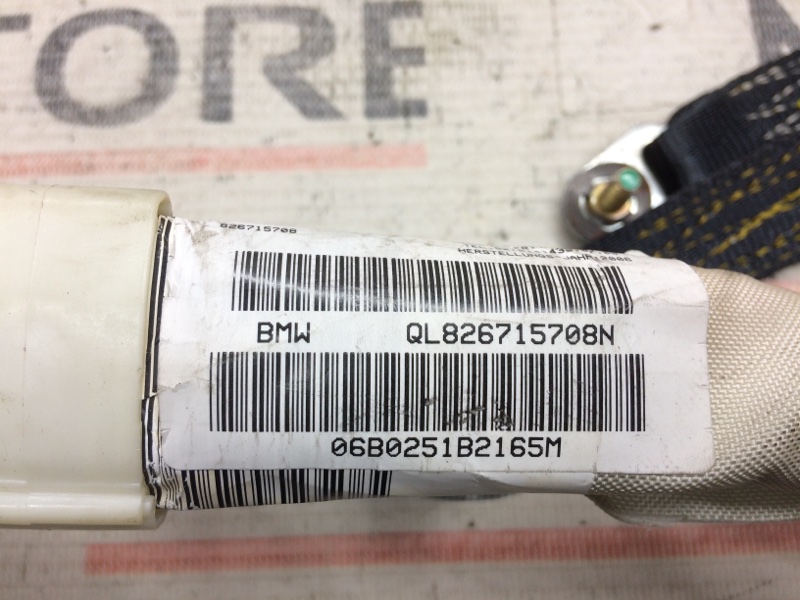 TORE
826715708
HERSTELLUNGS-JAHR 2006
BMW QL826715708N
06B0251B2165M